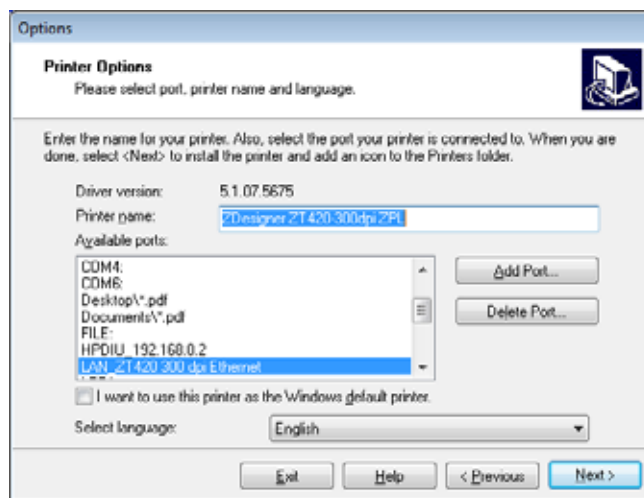 Options
Printer Options
Please select port, printer name and language.
Enter the name for your printer. Also, select the port your printer is connected to. When you are
done, select <Next> to install the printer and add an icon to the Printers folder.
Driver version: 5.1.07.5675
Printer name: ZDesigner ZT420-300dpi ZPL
Available ports:
COM4:
COM6:
Desktop\*.pdf
Documents\*.pdf
FILE:
HPDIU_192.168.0.2
LAN_ZT420 300 dpi Ethernet
Add Port...
Delete Port...
I want to use this printer as the Windows default printer.
Select language: English
Exit Help < Previous Next >